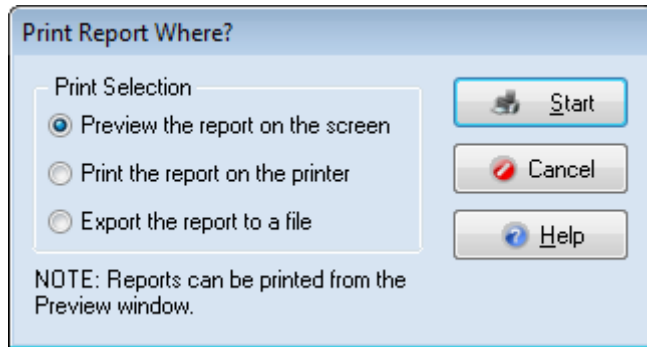 Print Report Where?
Print Selection
Preview the report on the screen
Print the report on the printer
Export the report to a file
NOTE: Reports can be printed from the
Preview window.
Start
Cancel
Help